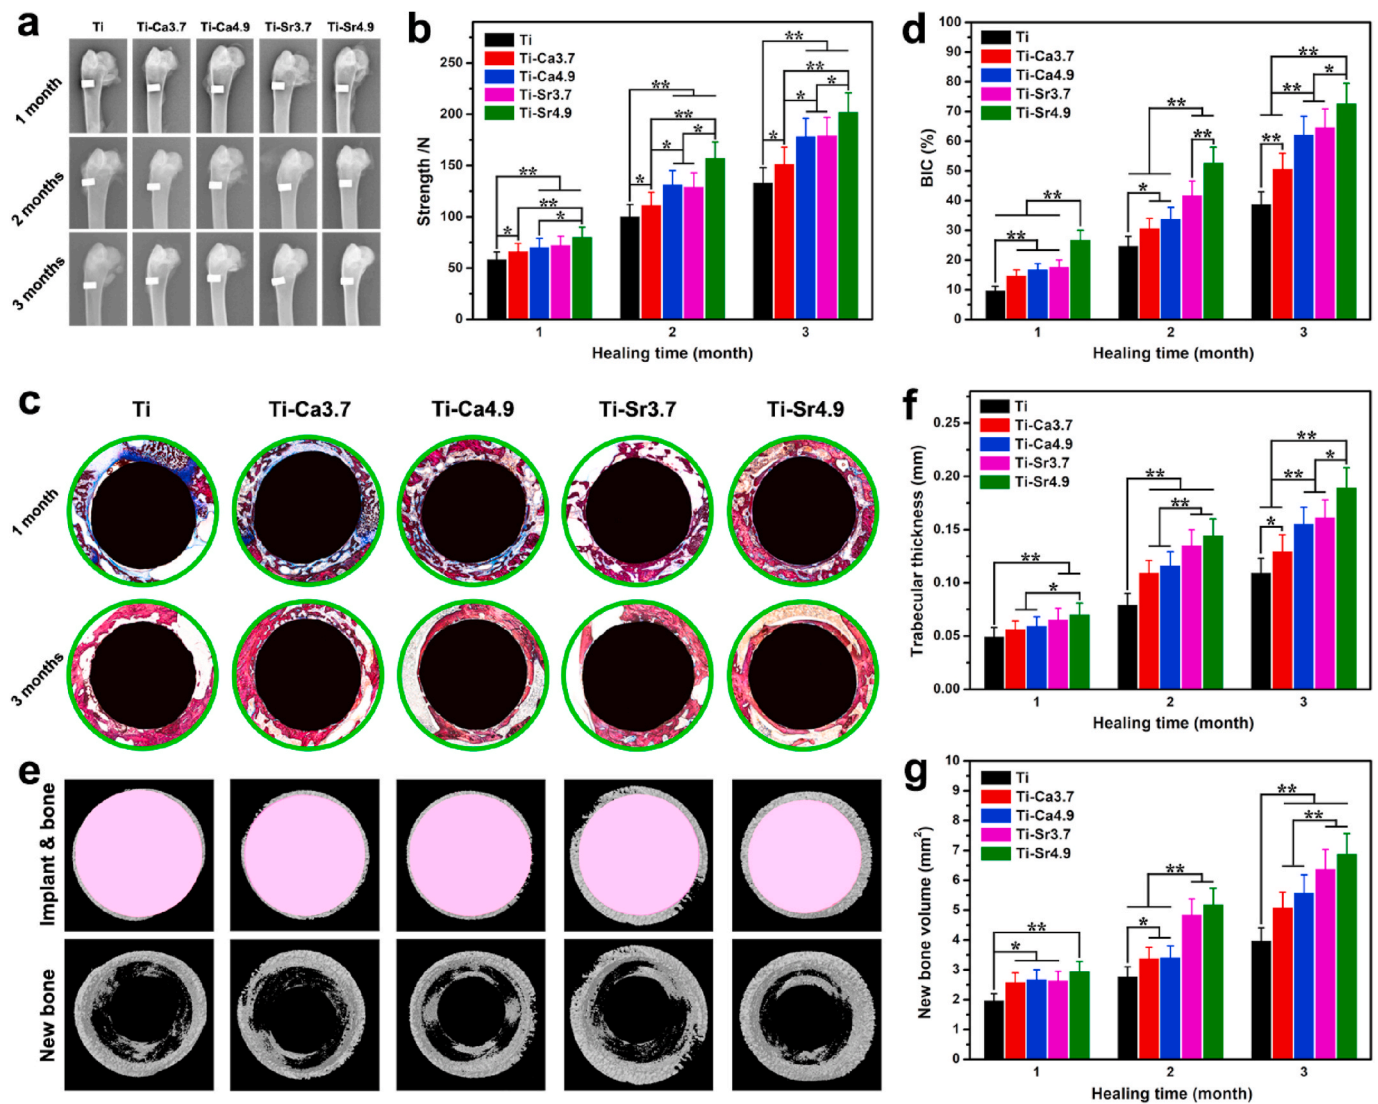 a
Ti Ti-Ca3.7 Ti-Ca4.9 Ti-Sr3.7 Ti-Sr4.9
1 month
2 months
3 months
b
Ti
Ti-Ca3.7
Ti-Ca4.9
Ti-Sr3.7
Ti-Sr4.9
Strength /N
250
200
150
100
50
0
** ** * ** ** * * * ** ** * * * ** *
1 2 3
Healing time (month)
d
Ti
Ti-Ca3.7
Ti-Ca4.9
Ti-Sr3.7
Ti-Sr4.9
BIC (%)
100
90
80
70
60
50
40
30
20
10
0
** * ** ** ** ** * ** **
1 2 3
Healing time (month)
c
Ti Ti-Ca3.7 Ti-Ca4.9 Ti-Sr3.7 Ti-Sr4.9
1 month
3 months
f
Ti
Ti-Ca3.7
Ti-Ca4.9
Ti-Sr3.7
Ti-Sr4.9
Trabecular thickness (mm)
0.25
0.20
0.15
0.10
0.05
0.00
** * ** ** ** * ** *
1 2 3
Healing time (month)
e
Implant & bone
New bone
g
Ti
Ti-Ca3.7
Ti-Ca4.9
Ti-Sr3.7
Ti-Sr4.9
New bone volume (mm²)
10
9
8
7
6
5
4
3
2
1
0
** ** ** * ** *
1 2 3
Healing time (month)